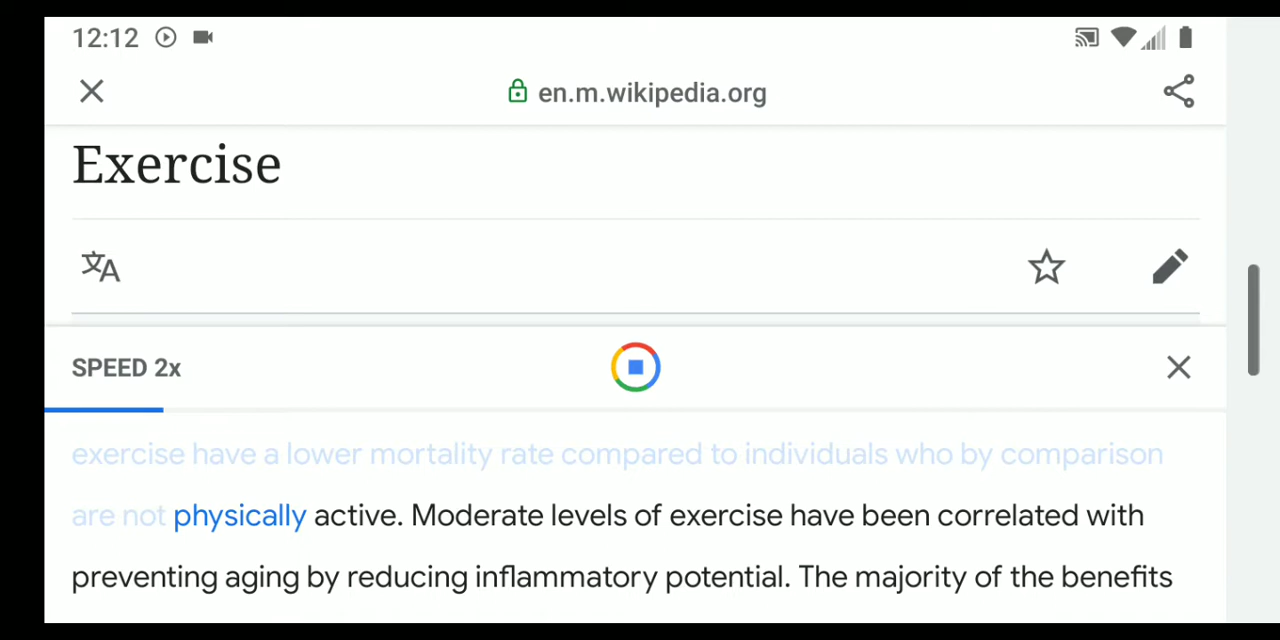 12:12
en.m.wikipedia.org
Exercise
文A
SPEED 2x
exercise have a lower mortality rate compared to individuals who by comparison
are not physically active. Moderate levels of exercise have been correlated with
preventing aging by reducing inflammatory potential. The majority of the benefits